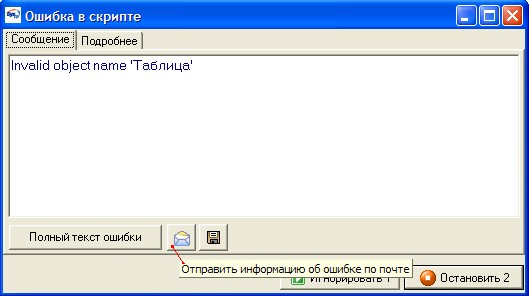 Ошибка в скрипте
Сообщение Подробнее
Invalid object name 'Таблица'
Полный текст ошибки
Отправить информацию об ошибке по почте
Игнорировать 1 Остановить 2